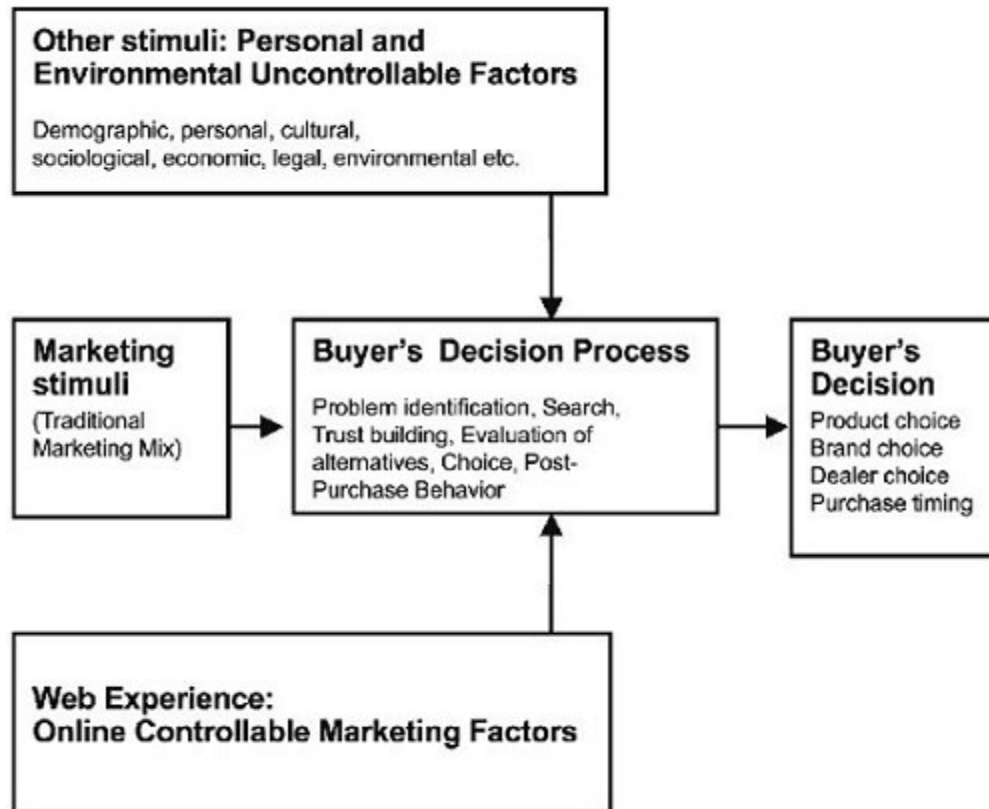 Other stimuli: Personal and
Environmental Uncontrollable Factors
Demographic, personal, cultural,
sociological, economic, legal, environmental etc.
Marketing
stimuli
(Traditional
Marketing Mix)
Buyer's Decision Process
Problem identification, Search,
Trust building, Evaluation of
alternatives, Choice, Post-
Purchase Behavior
Buyer's
Decision
Product choice
Brand choice
Dealer choice
Purchase timing
Web Experience:
Online Controllable Marketing Factors